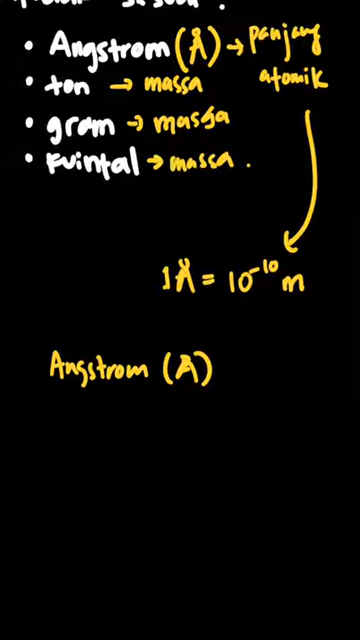 • Angstrom (Å) → panjang atomik
• ton → massa
• gram → massa
• kuintal → massa.
1Å = 10⁻¹⁰ m
Angstrom (Å)